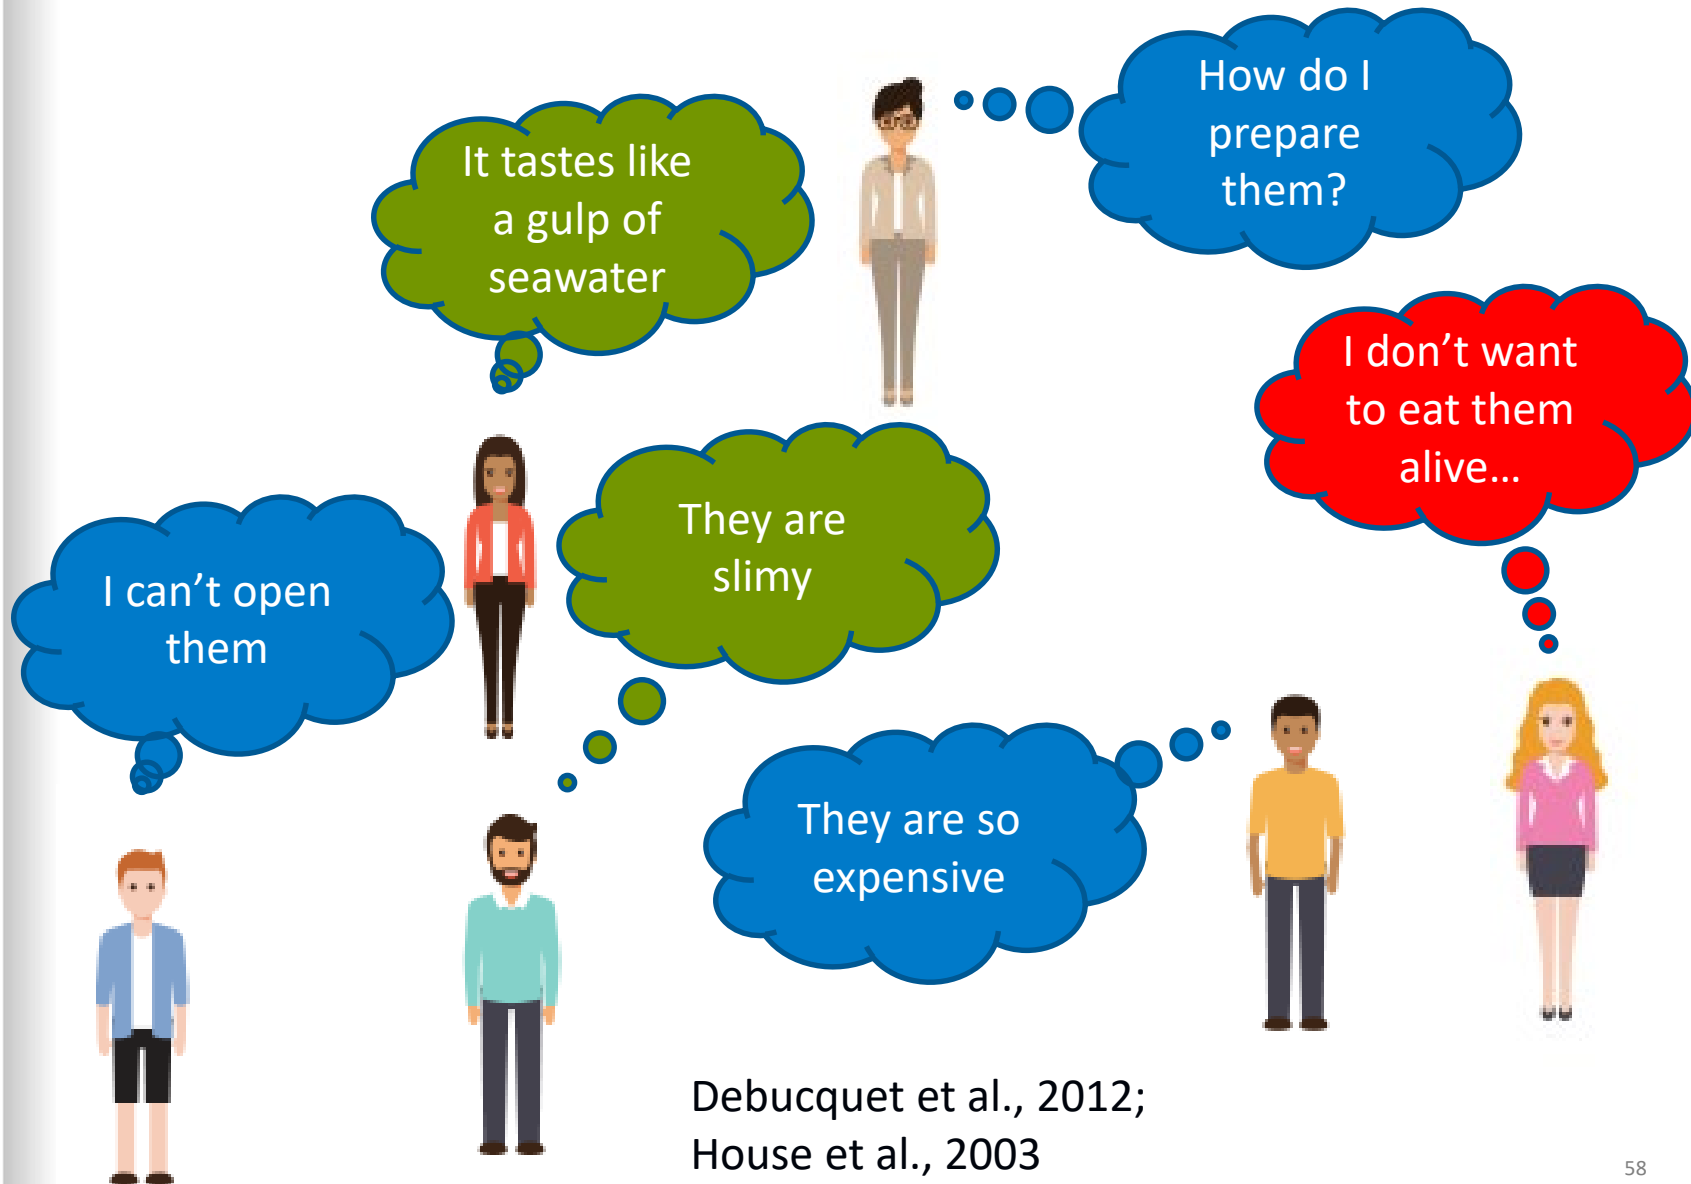 How do I
prepare
them?
It tastes like
a gulp of
seawater
I don’t want
to eat them
alive…
They are
slimy
I can’t open
them
They are so
expensive
Debucquet et al., 2012;
House et al., 2003
58